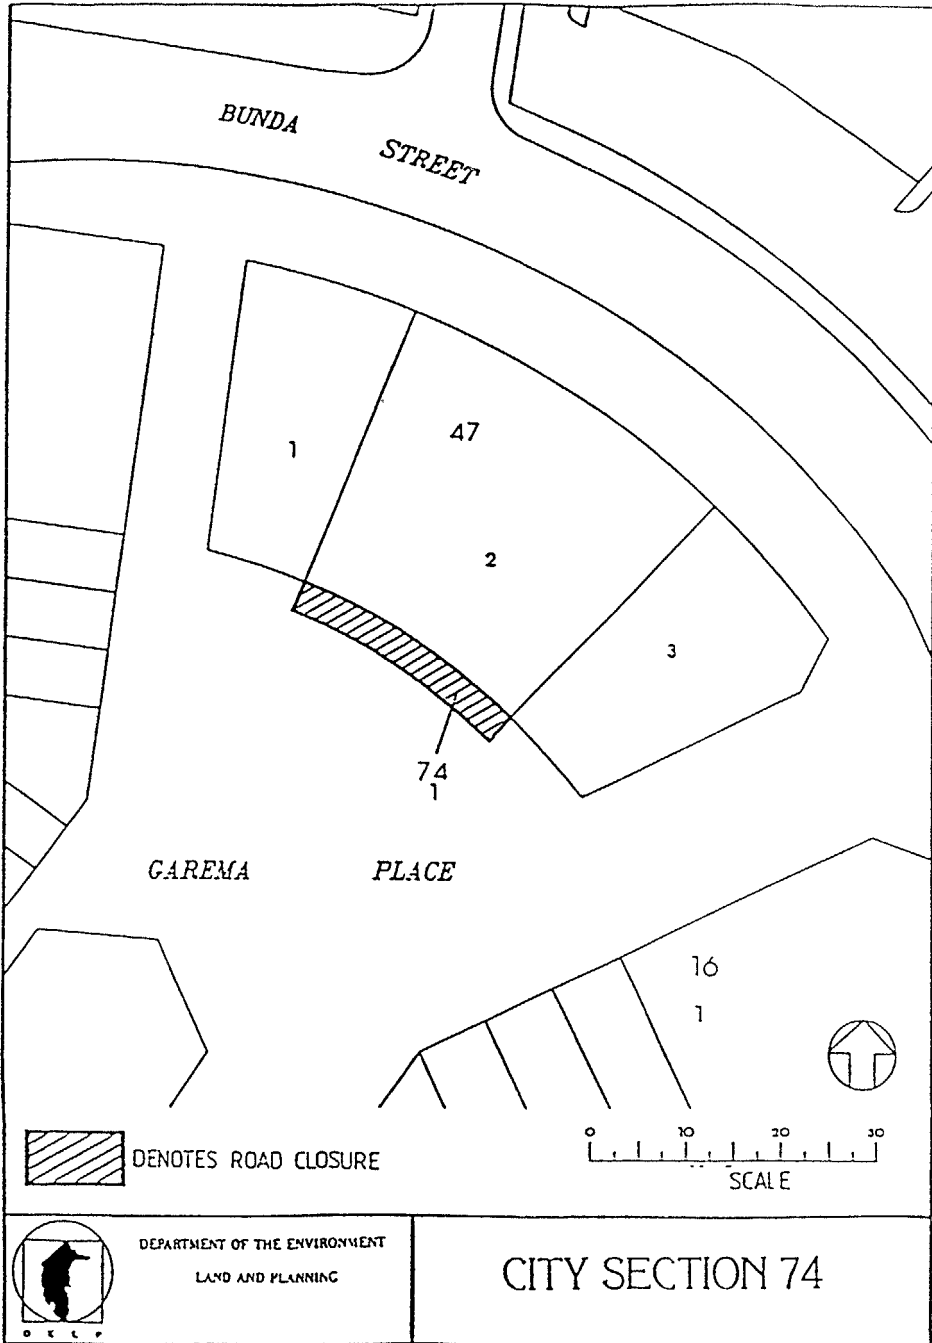 BUNDA
STREET
47
1
2
3
74
1
GAREMA PLACE
16
1
DENOTES ROAD CLOSURE
0 10 20 30
SCALE
DEPARTMENT OF THE ENVIRONMENT
LAND AND PLANNING
D E L P
CITY SECTION 74